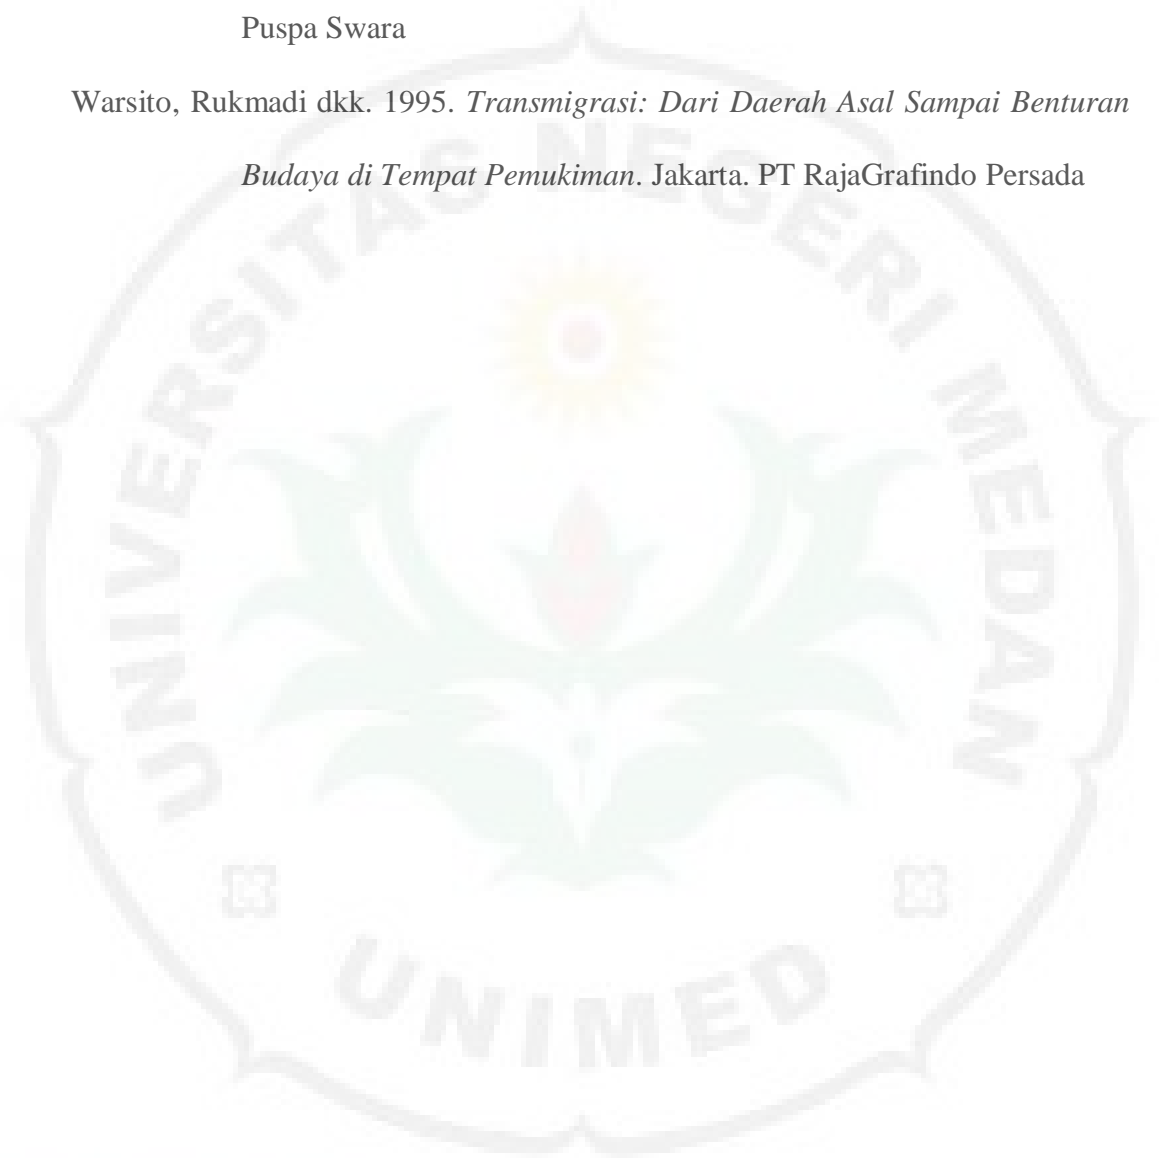 Puspa Swara
Warsito, Rukmadi dkk. 1995. Transmigrasi: Dari Daerah Asal Sampai Benturan
Budaya di Tempat Pemukiman. Jakarta. PT RajaGrafindo Persada
UNIVERSITAS NEGERI MEDAN
UNIMED